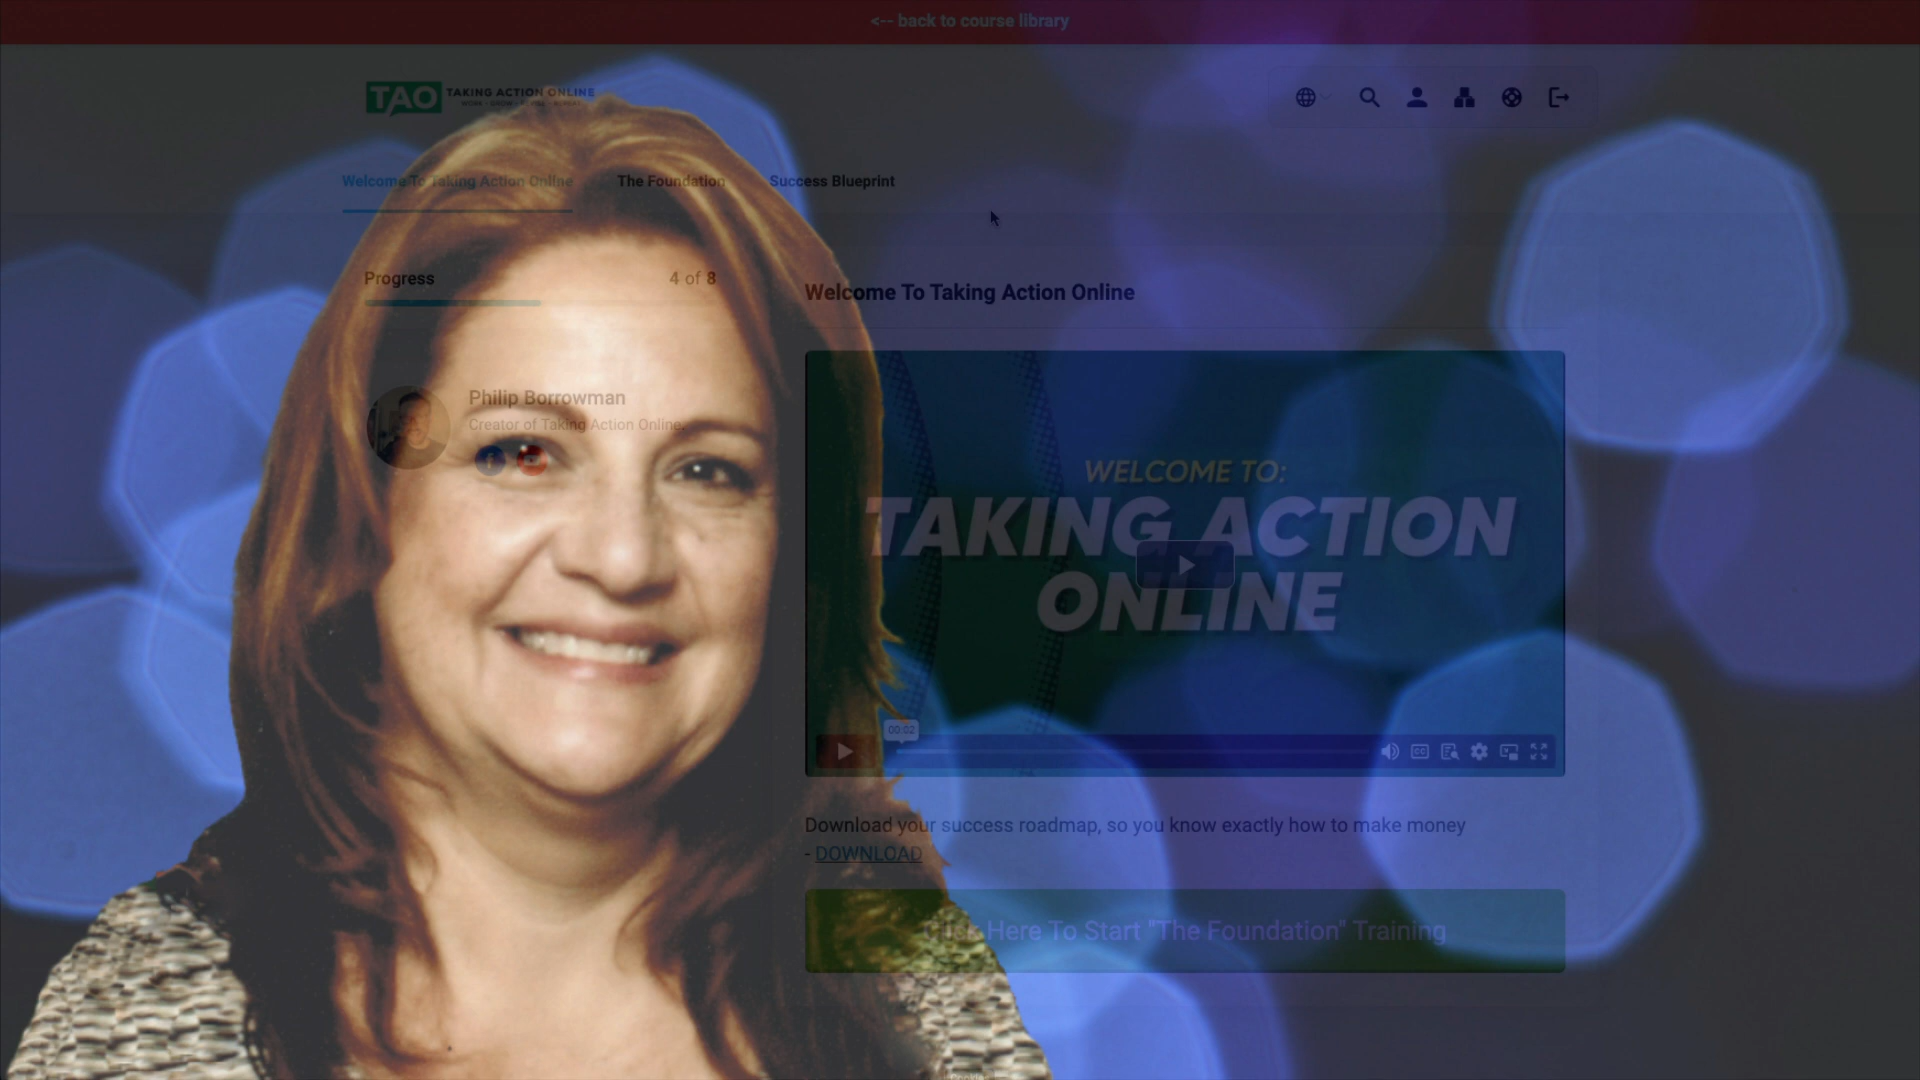 <-- back to course library
TAO TAKING ACTION ONLINE
Welcome To Taking Action Online
The Foundation
Success Blueprint
Progress
4 of 8
Philip Borrowman
Creator of Taking Action Online.
Welcome To Taking Action Online
WELCOME TO:
TAKING ACTION
ONLINE
00:02
CC
Download your success roadmap, so you know exactly how to make money
- DOWNLOAD
Click Here To Start "The Foundation" Training
Cookies